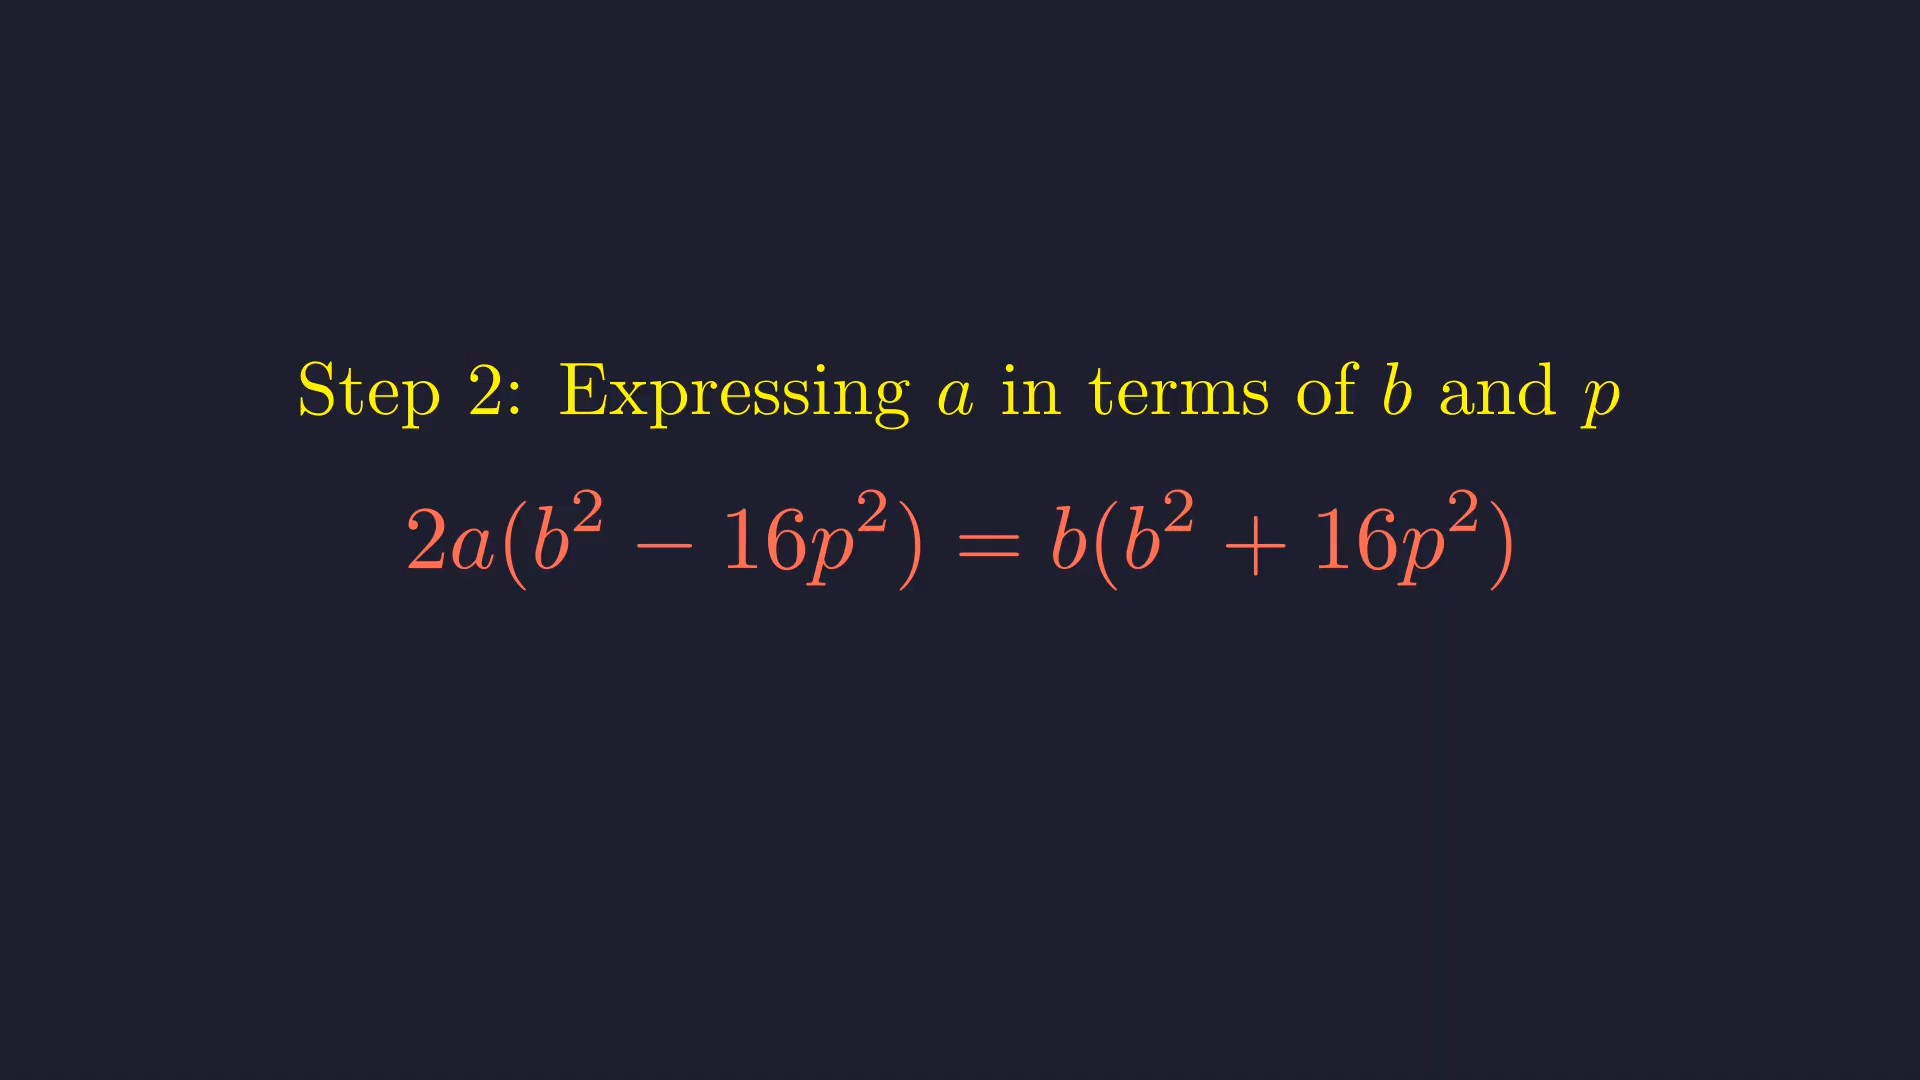 Step 2: Expressing a in terms of b and p
2a(b² − 16p²) = b(b² + 16p²)